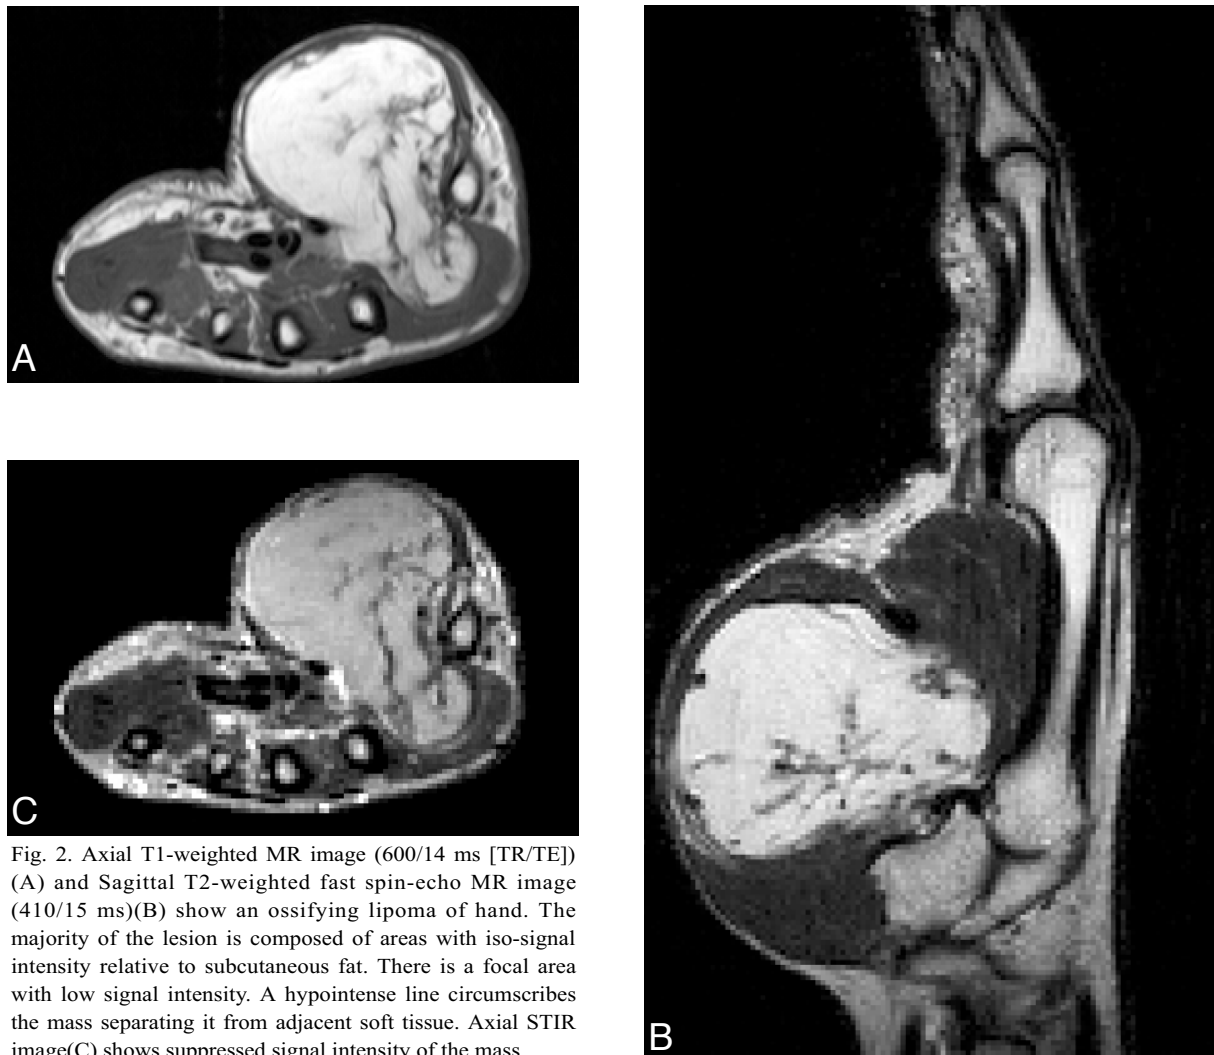 A
C
Fig. 2. Axial T1-weighted MR image (600/14 ms [TR/TE])
(A) and Sagittal T2-weighted fast spin-echo MR image
(410/15 ms)(B) show an ossifying lipoma of hand. The
majority of the lesion is composed of areas with iso-signal
intensity relative to subcutaneous fat. There is a focal area
with low signal intensity. A hypointense line circumscribes
the mass separating it from adjacent soft tissue. Axial STIR
image(C) shows suppressed signal intensity of the mass
B